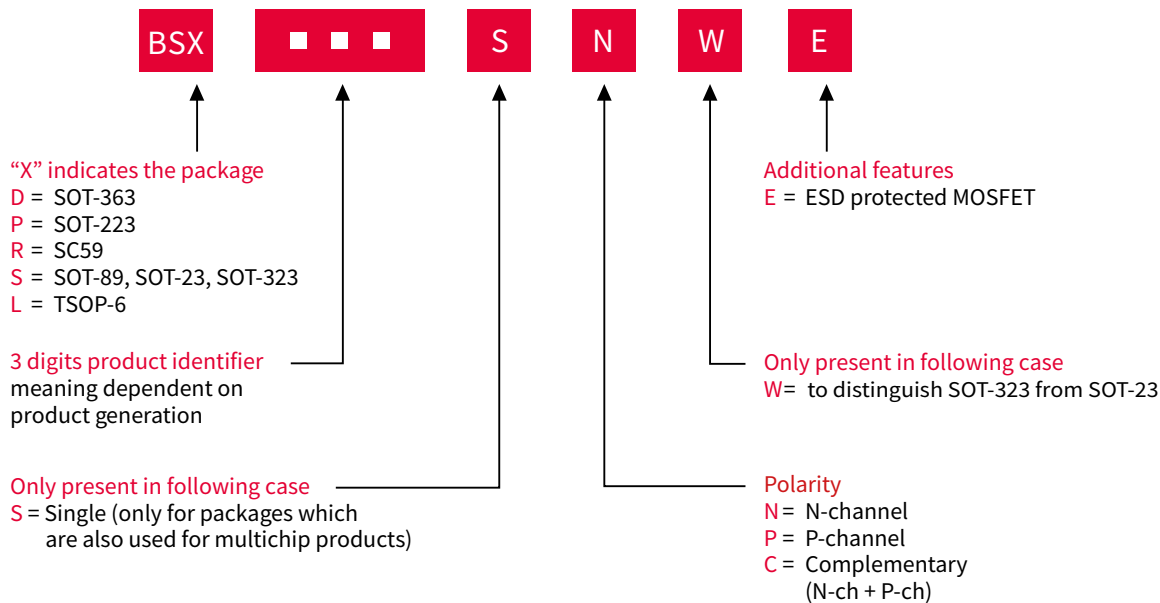 BSX S N W E
“X” indicates the package
D = SOT-363
P = SOT-223
R = SC59
S = SOT-89, SOT-23, SOT-323
L = TSOP-6
3 digits product identifier
meaning dependent on
product generation
Only present in following case
S = Single (only for packages which
are also used for multichip products)
Additional features
E = ESD protected MOSFET
Only present in following case
W= to distinguish SOT-323 from SOT-23
Polarity
N = N-channel
P = P-channel
C = Complementary
(N-ch + P-ch)